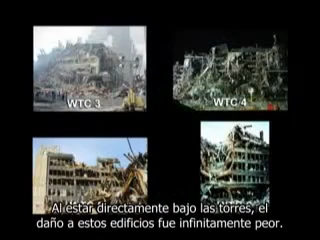 WTC 3
WTC 4
Al estar directamente bajo las torres, el
daño a estos edificios fue infinitamente peor.